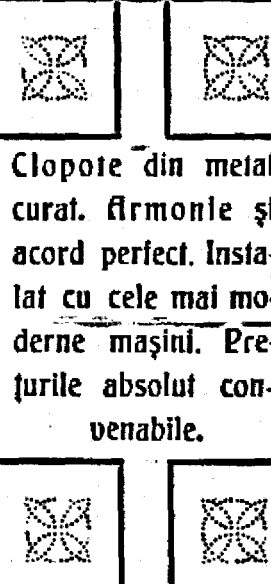 Clopote din metal
curat. Armonie și
acord perfect. Insta-
lat cu cele mai mo-
derne mașini. Pre-
țurile absolut con-
venabile.